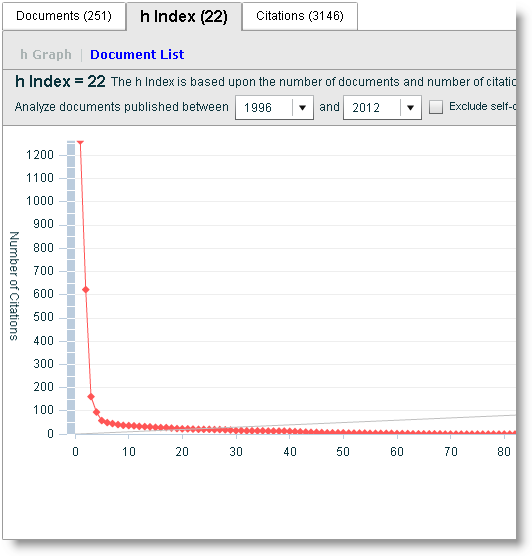 Documents (251) h Index (22) Citations (3146)
h Graph | Document List
h Index = 22 The h Index is based upon the number of documents and number of
Analyze documents published between 1996 and 2012 Exclude
1200
1100
1000
900
800
700
600
500
400
300
200
100
0
Number of Citations
0 10 20 30 40 50 60 70 80